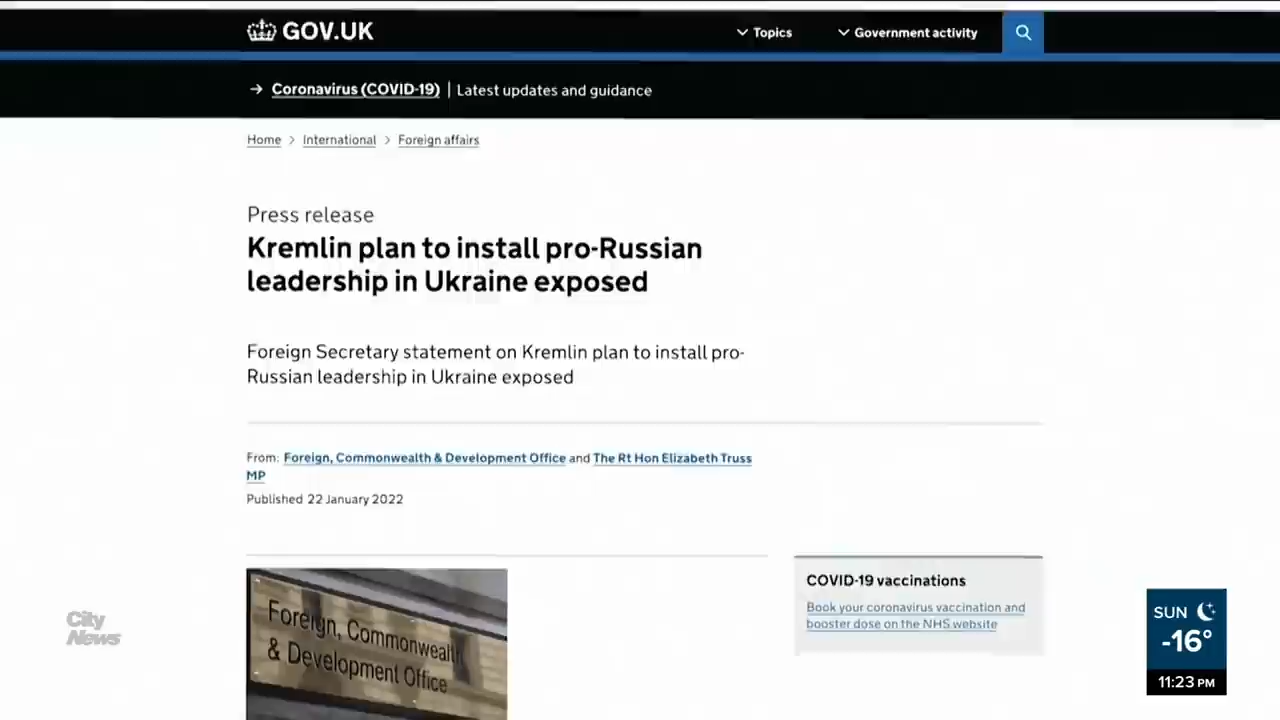 GOV.UK
Topics
Government activity
→ Coronavirus (COVID-19) | Latest updates and guidance
Home > International > Foreign affairs
Press release
Kremlin plan to install pro-Russian
leadership in Ukraine exposed
Foreign Secretary statement on Kremlin plan to install pro-
Russian leadership in Ukraine exposed
From: Foreign, Commonwealth & Development Office and The Rt Hon Elizabeth Truss
MP
Published 22 January 2022
Foreign, Commonwealth
& Development Office
COVID-19 vaccinations
Book your coronavirus vaccination and
booster dose on the NHS website
City
News
SUN
-16°
11:23 PM